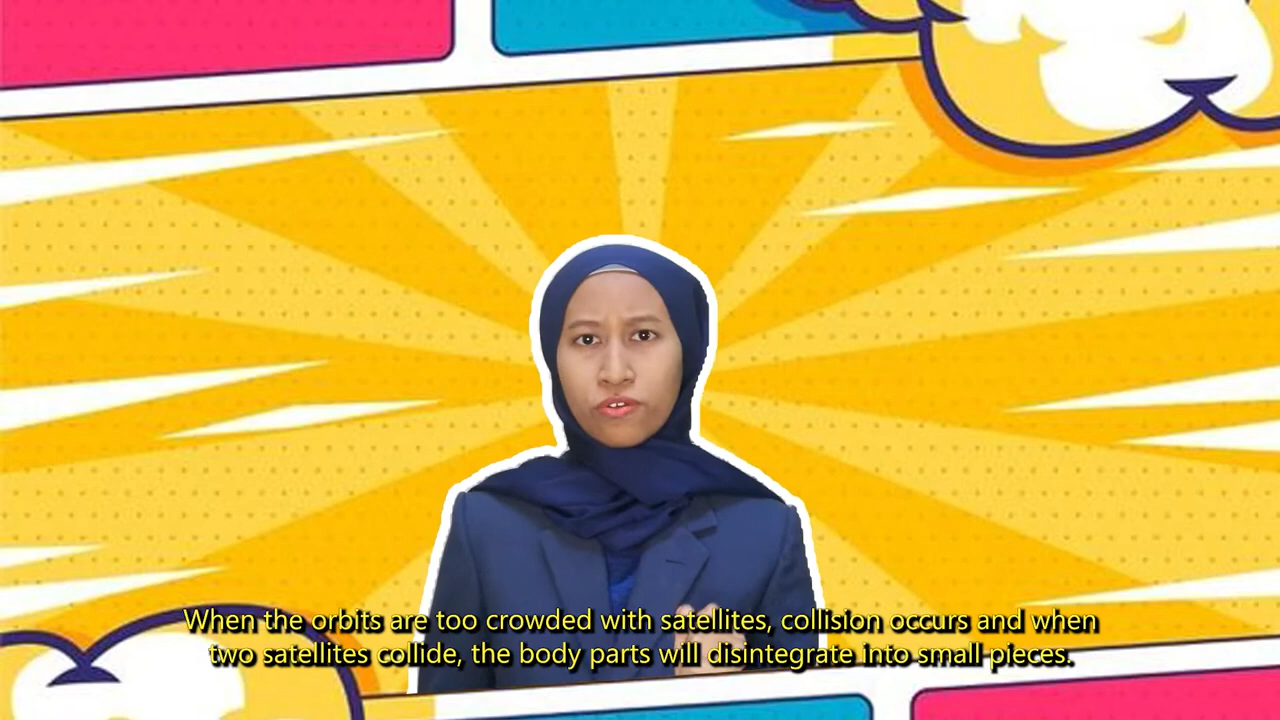 When the orbits are too crowded with satellites, collision occurs and when
two satellites collide, the body parts will disintegrate into small pieces.